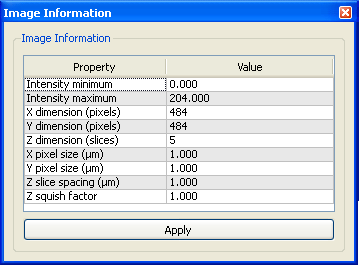 Image Information
Image Information
Property Value
Intensity minimum 0.000
Intensity maximum 204.000
X dimension (pixels) 484
Y dimension (pixels) 484
Z dimension (slices) 5
X pixel size (µm) 1.000
Y pixel size (µm) 1.000
Z slice spacing (µm) 1.000
Z squish factor 1.000
Apply